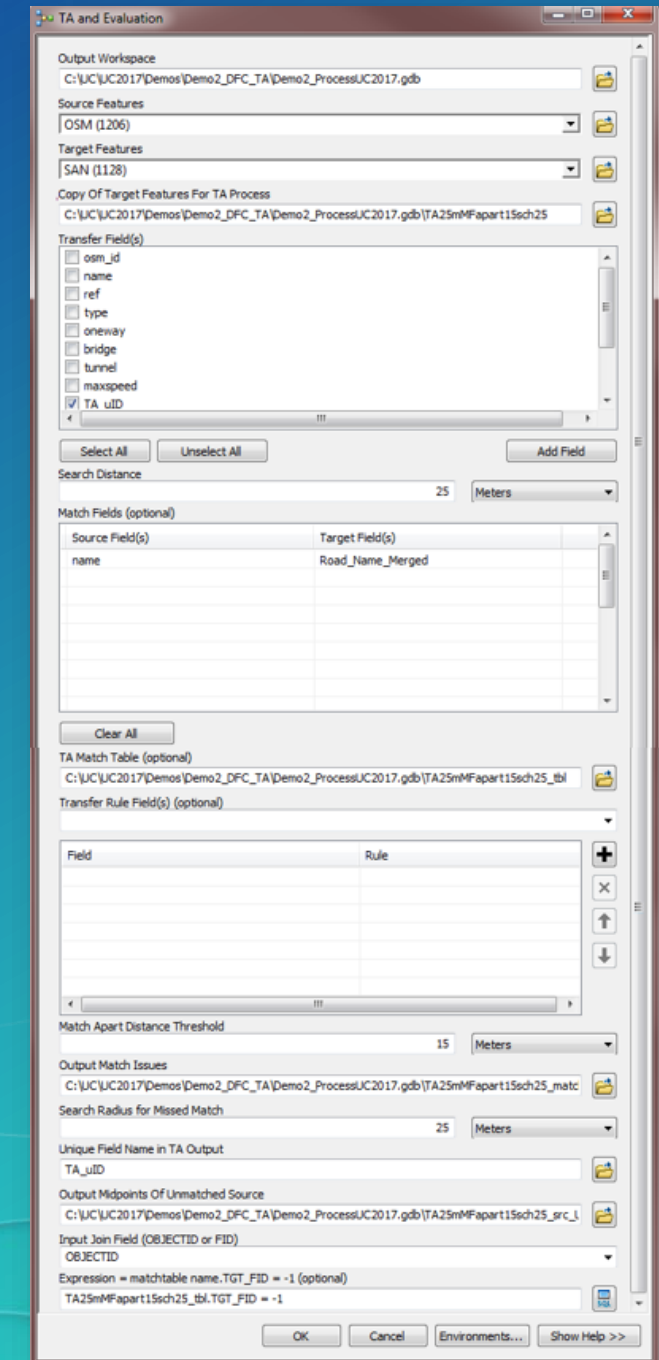 TA and Evaluation
Output Workspace
C:\UC\UC2017\Demos\Demo2_DFC_TA\Demo2_ProcessUC2017.gdb
Source Features
OSM (1206)
Target Features
SAN (1128)
Copy Of Target Features For TA Process
C:\UC\UC2017\Demos\Demo2_DFC_TA\Demo2_ProcessUC2017.gdb\TA25mMFapart15sch25
Transfer Field(s)
osm_id
name
ref
type
oneway
bridge
tunnel
maxspeed
TA_uID
Select All Unselect All Add Field
Search Distance
25 Meters
Match Fields (optional)
Source Field(s) Target Field(s)
name Road_Name_Merged
Clear All
TA Match Table (optional)
C:\UC\UC2017\Demos\Demo2_DFC_TA\Demo2_ProcessUC2017.gdb\TA25mMFapart15sch25_tbl
Transfer Rule Field(s) (optional)
Field Rule
Match Apart Distance Threshold
15 Meters
Output Match Issues
C:\UC\UC2017\Demos\Demo2_DFC_TA\Demo2_ProcessUC2017.gdb\TA25mMFapart15sch25_matc
Search Radius for Missed Match
25 Meters
Unique Field Name in TA Output
TA_uID
Output Midpoints Of Unmatched Source
C:\UC\UC2017\Demos\Demo2_DFC_TA\Demo2_ProcessUC2017.gdb\TA25mMFapart15sch25_src_U
Input Join Field (OBJECTID or FID)
OBJECTID
Expression = matchtable name.TGT_FID = -1 (optional)
TA25mMFapart15sch25_tbl.TGT_FID = -1
SQL
OK Cancel Environments... Show Help >>